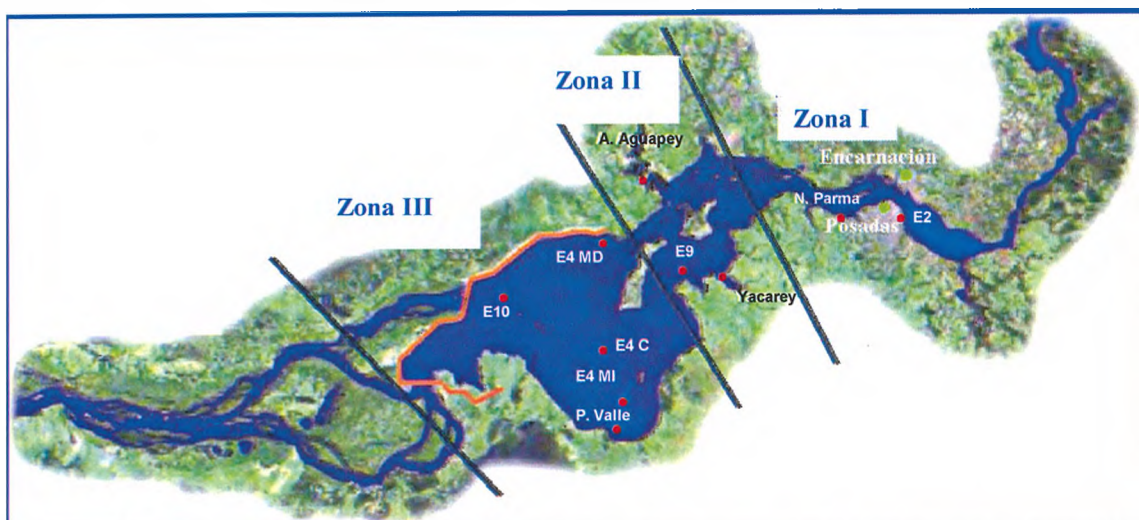 Zona II
Zona I
A. Aguapey
Encarnación
Zona III
N. Parma
Posadas
E2
E4 MD
E9
Yacarey
E10
E4 C
E4 MI
P. Valle